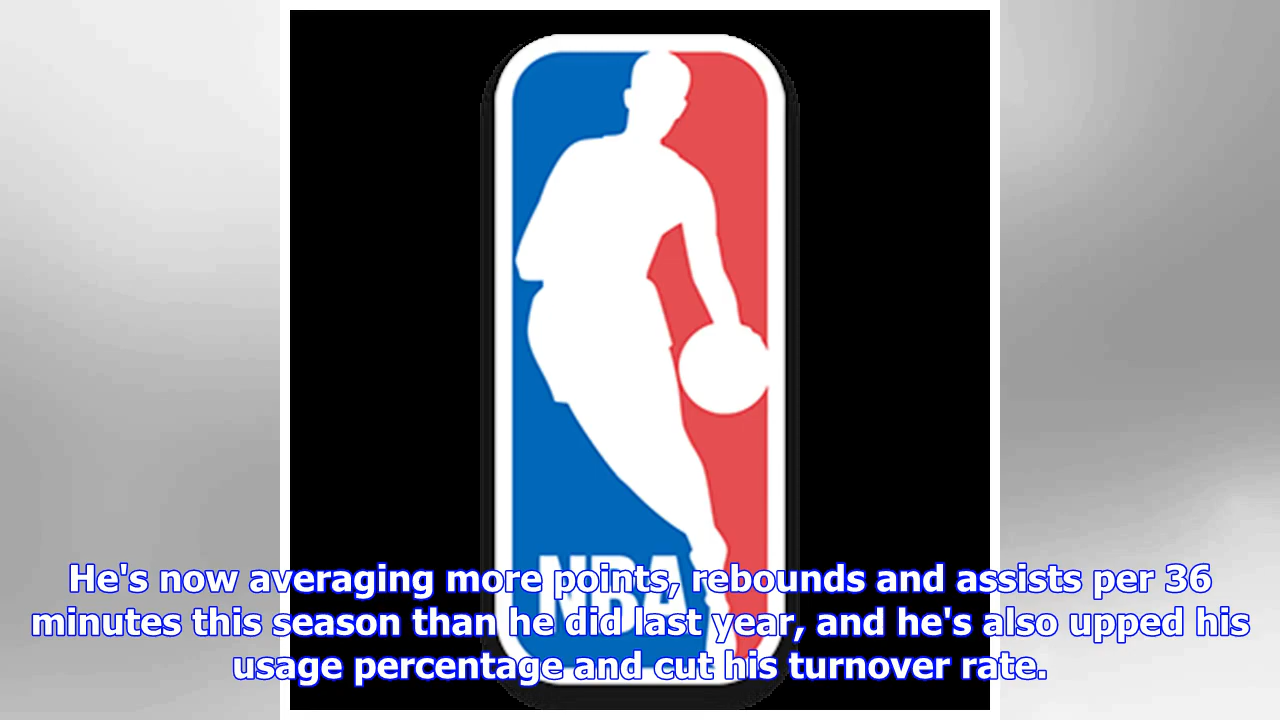 NBA
He's now averaging more points, rebounds and assists per 36
minutes this season than he did last year, and he's also upped his
usage percentage and cut his turnover rate.